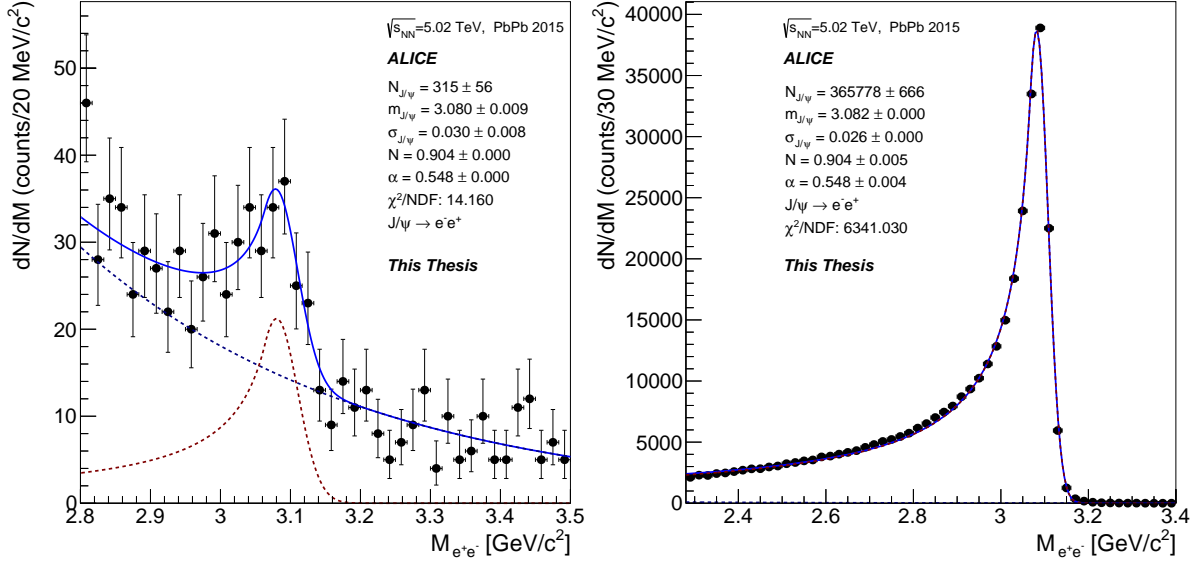 dN/dM (counts/20 MeV/c²)
50
40
30
20
10
0
√s_NN=5.02 TeV, PbPb 2015
ALICE
N_J/ψ = 315 ± 56
m_J/ψ = 3.080 ± 0.009
σ_J/ψ = 0.030 ± 0.008
N = 0.904 ± 0.000
α = 0.548 ± 0.000
χ²/NDF: 14.160
J/ψ → e⁻e⁺
This Thesis
2.8 2.9 3 3.1 3.2 3.3 3.4 3.5
M_e⁺e⁻ [GeV/c²]
dN/dM (counts/30 MeV/c²)
40000
35000
30000
25000
20000
15000
10000
5000
0
√s_NN=5.02 TeV, PbPb 2015
ALICE
N_J/ψ = 365778 ± 666
m_J/ψ = 3.082 ± 0.000
σ_J/ψ = 0.026 ± 0.000
N = 0.904 ± 0.005
α = 0.548 ± 0.004
J/ψ → e⁻e⁺
χ²/NDF: 6341.030
This Thesis
2.4 2.6 2.8 3 3.2 3.4
M_e⁺e⁻ [GeV/c²]